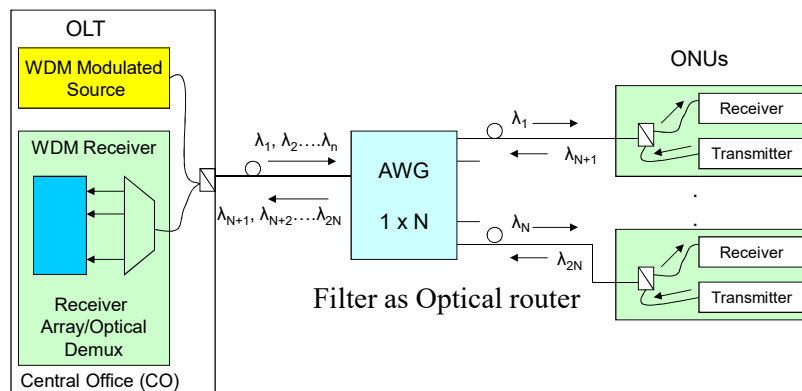 OLT
WDM Modulated
Source
WDM Receiver
Receiver
Array/Optical
Demux
Central Office (CO)
λ1, λ2….λn
λN+1, λN+2….λ2N
AWG
1 x N
Filter as Optical router
λ1
λN+1
λN
λ2N
ONUs
Receiver
Transmitter
.
.
Receiver
Transmitter